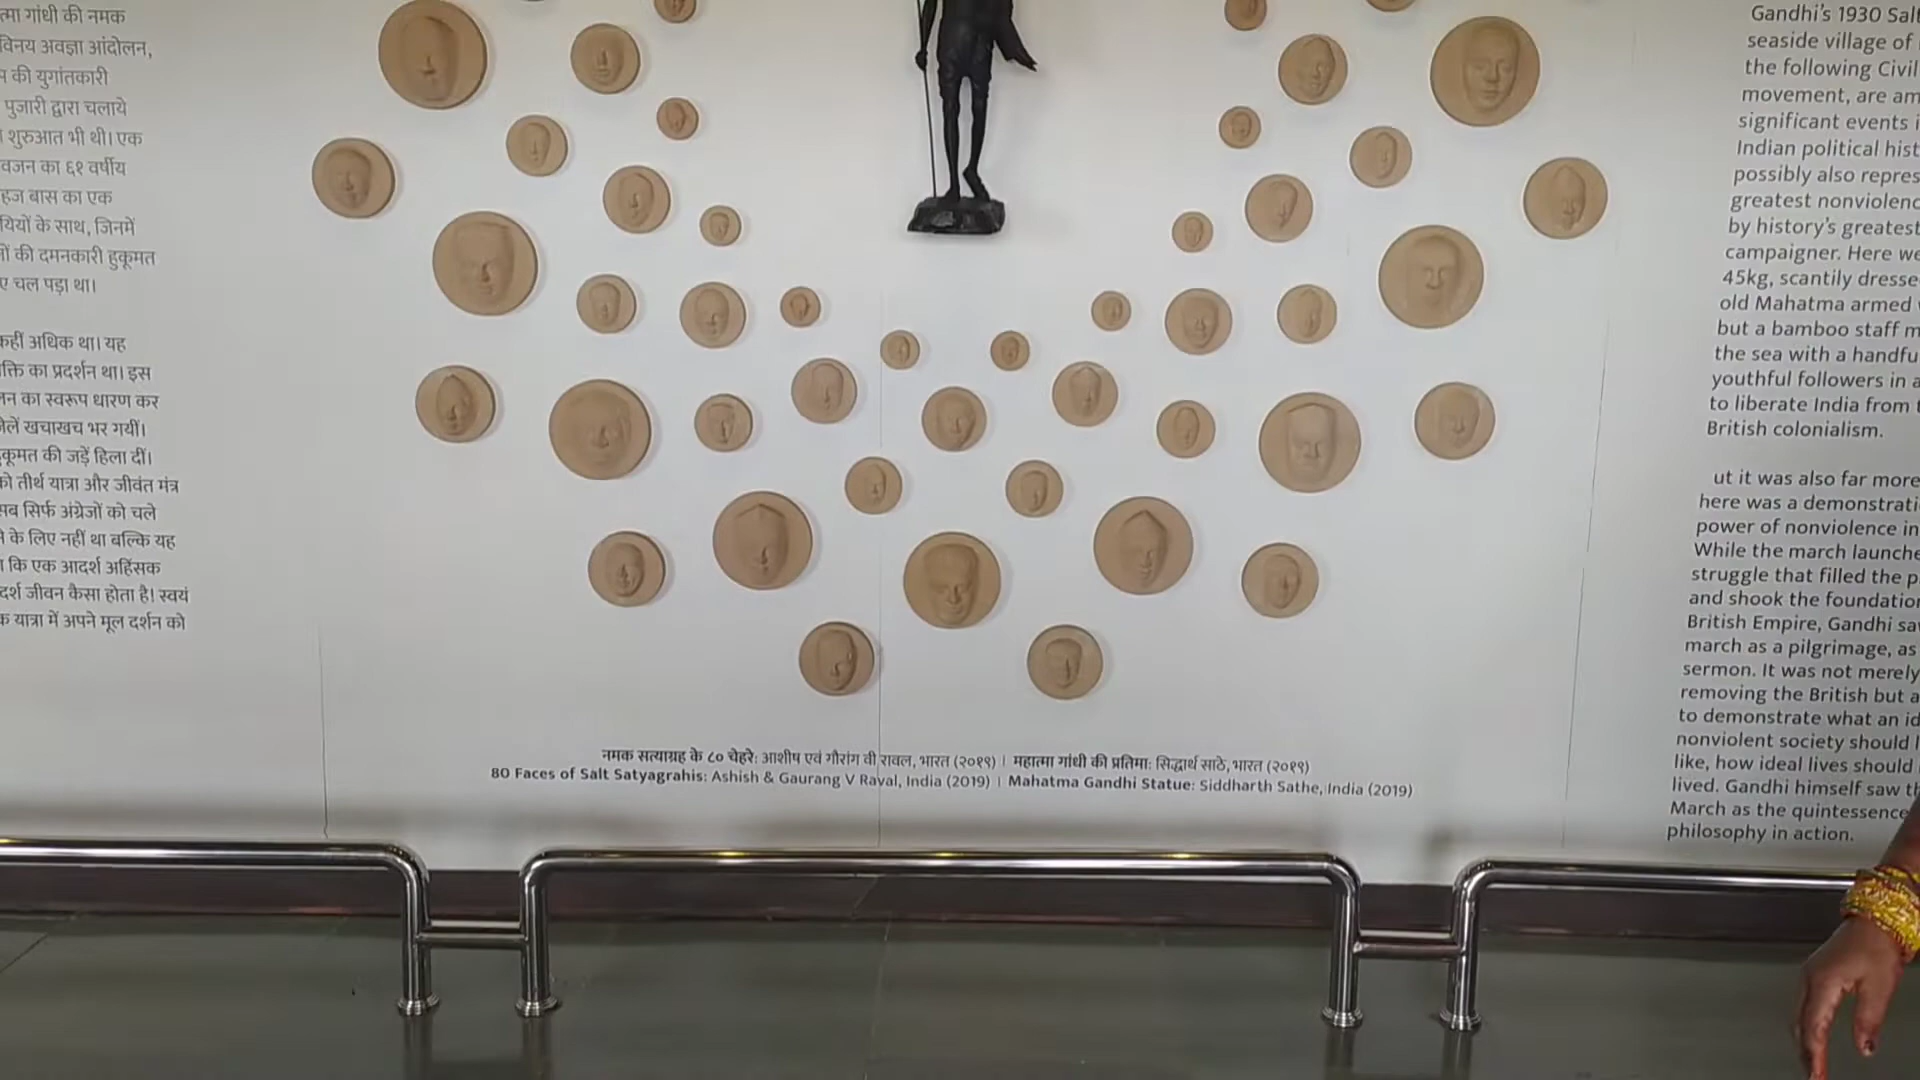 त्मा गांधी की नमक
विनय अवज्ञा आंदोलन,
की युगांतकारी
पुजारी द्वारा चलाये
शुरुआत भी थी। एक
वजन का ६१ वर्षीय
बास का एक
के साथ, जिनमें
की दमनकारी हुकूमत
चल पड़ा था।
कहीं अधिक था। यह
का प्रदर्शन था। इस
का स्वरूप धारण कर
जेलें खचाखच भर गयीं।
की जड़ें हिला दीं।
को तीर्थ यात्रा और जीवंत मंत्र
सब सिर्फ अंग्रेजों को चले
के लिए नहीं था बल्कि यह
कि एक आदर्श अहिंसक
जीवन कैसा होता है! स्वयं
यात्रा में अपने मूल दर्शन को
नमक सत्याग्रह के ८० चेहरे: आशीष एवं गौरांग वी रावल, भारत (२०१९) | महात्मा गांधी की प्रतिमा: सिद्धार्थ साठे, भारत (२०१९)
80 Faces of Salt Satyagrahis: Ashish & Gaurang V Raval, India (2019) | Mahatma Gandhi Statue: Siddharth Sathe, India (2019)
Gandhi's 1930 Salt
seaside village of
the following Civil
movement, are am
significant events i
Indian political hist
possibly also repres
greatest nonviolenc
by history's greatest
campaigner. Here we
45kg, scantily dresse
old Mahatma armed
but a bamboo staff m
the sea with a handfu
youthful followers in a
to liberate India from
British colonialism.
ut it was also far more
here was a demonstrati
power of nonviolence in
While the march launche
struggle that filled the p
and shook the foundation
British Empire, Gandhi sa
march as a pilgrimage, as
sermon. It was not merely
removing the British but a
to demonstrate what an id
nonviolent society should l
like, how ideal lives should
lived. Gandhi himself saw th
March as the quintessence
philosophy in action.